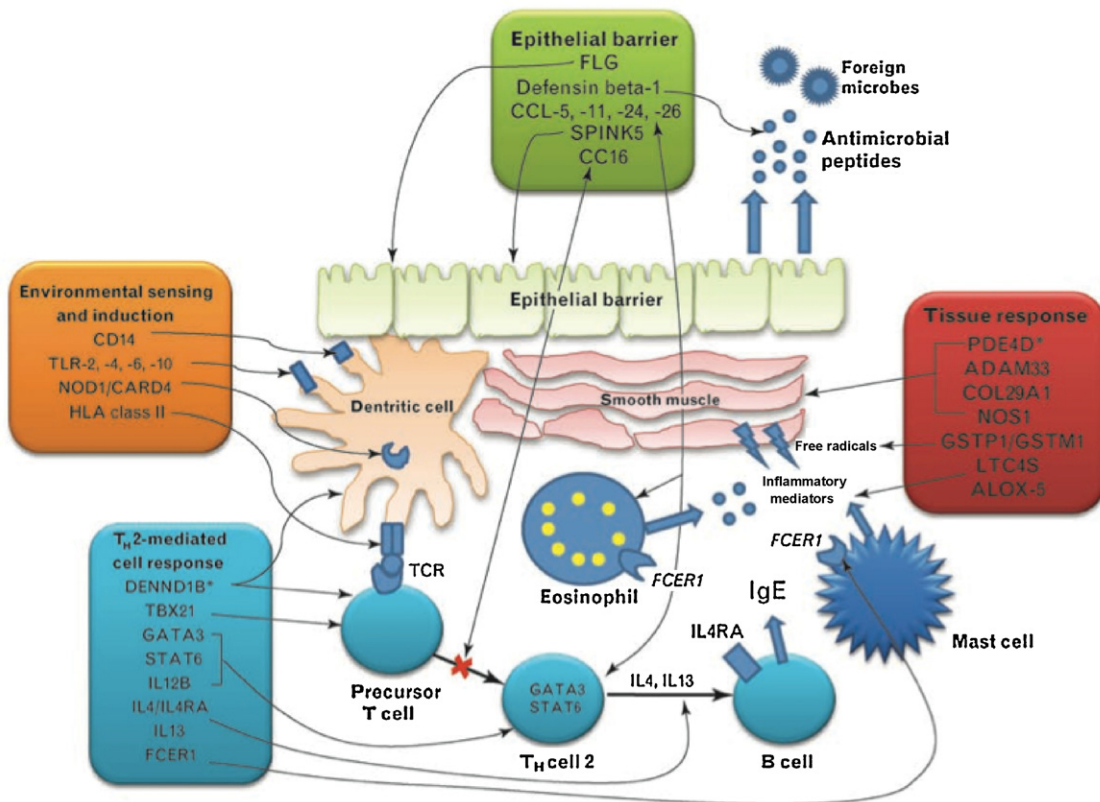 Epithelial barrier
FLG
Defensin beta-1
CCL-5, -11, -24, -26
SPINK5
CC16
Foreign
microbes
Antimicrobial
peptides
Epithelial barrier
Environmental sensing
and induction
CD14
TLR-2, -4, -6, -10
NOD1/CARD4
HLA class II
Dentritic cell
Smooth muscle
Free radicals
Inflammatory
mediators
Tissue response
PDE4D*
ADAM33
COL29A1
NOS1
GSTP1/GSTM1
LTC4S
ALOX-5
TH2-mediated
cell response
DENND1B*
TBX21
GATA3
STAT6
IL12B
IL4/IL4RA
IL13
FCER1
TCR
Precursor
T cell
Eosinophil
FCER1
FCER1
Mast cell
GATA3
STAT6
TH cell 2
IL4, IL13
IL4RA
IgE
B cell